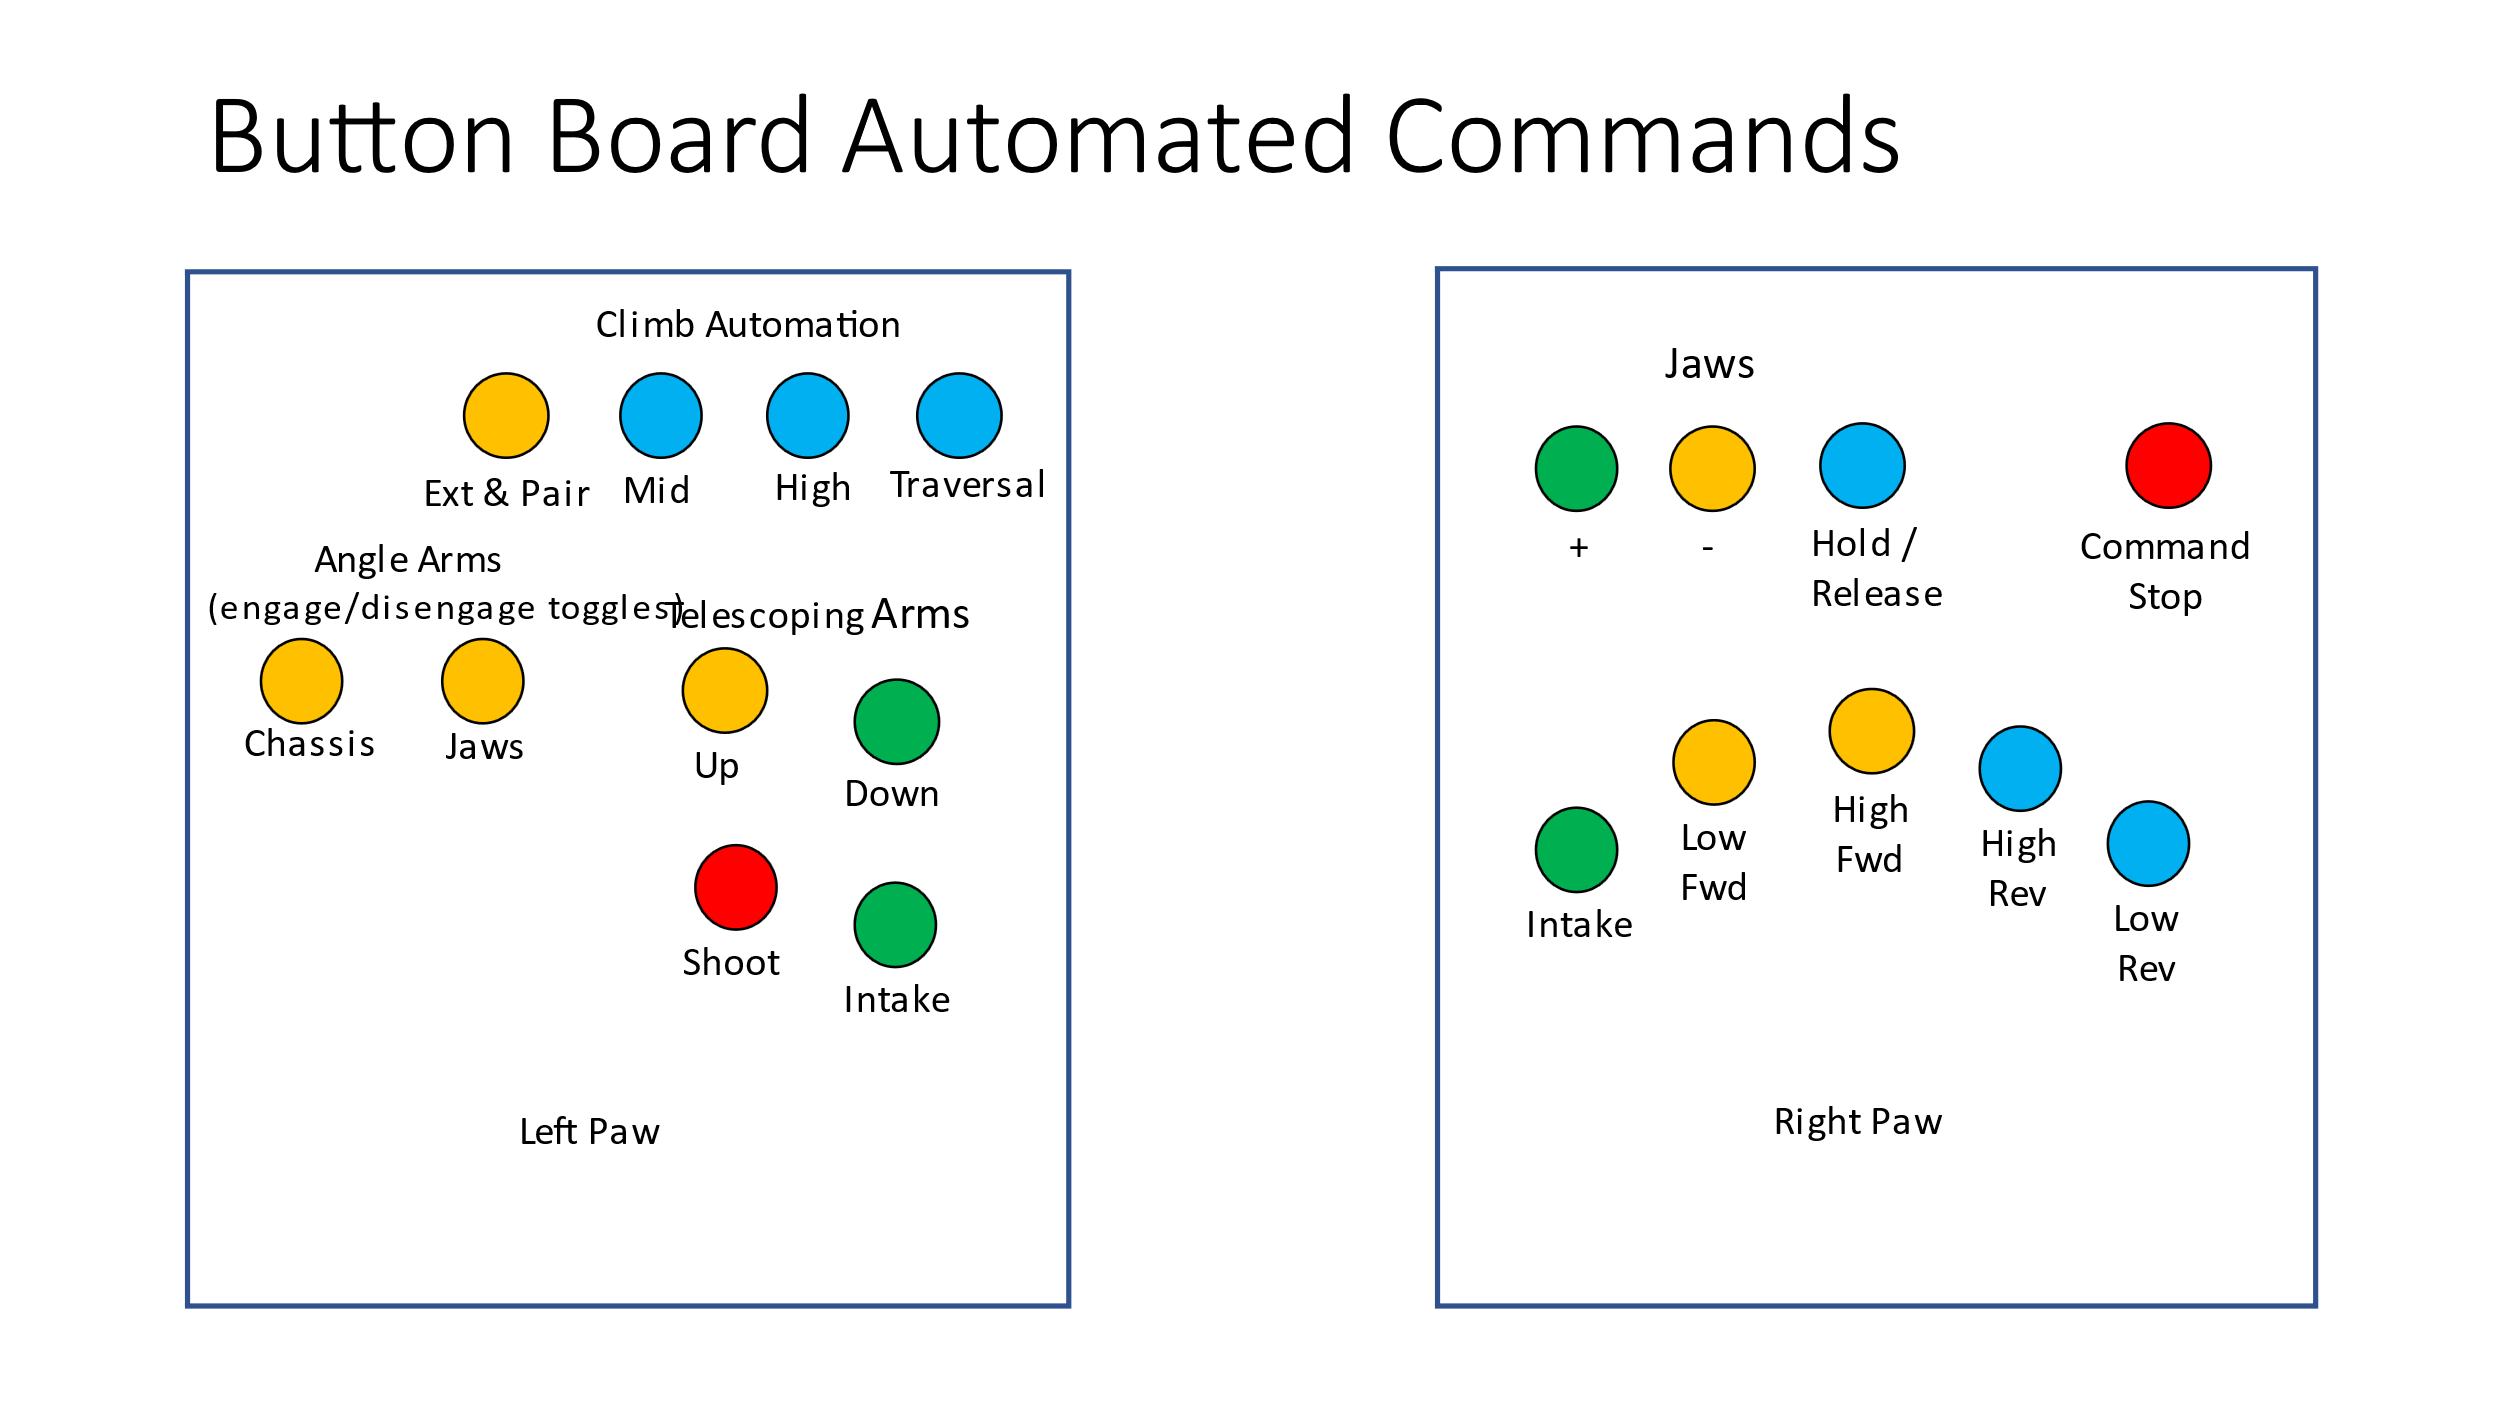 Button Board Automated Commands
Climb Automation
Ext & Pair
Mid
High
Traversal
Angle Arms
(engage/disengage toggles)
Telescoping Arms
Chassis
Jaws
Up
Down
Shoot
Intake
Left Paw
Jaws
+
-
Hold /
Release
Command
Stop
Intake
Low
Fwd
High
Fwd
High
Rev
Low
Rev
Right Paw